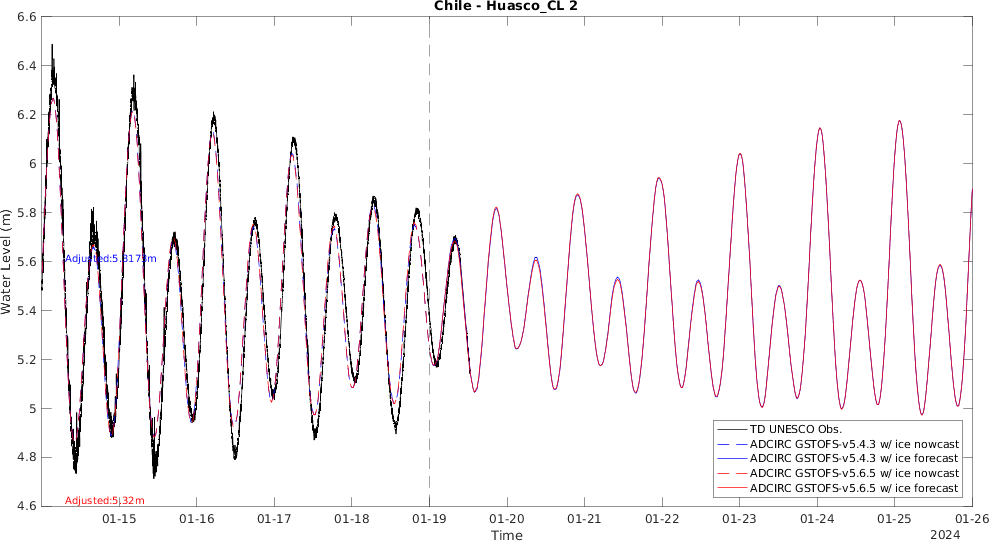 Chile - Huasco_CL 2
6.6
6.4
6.2
6
5.8
5.6
5.4
5.2
5
4.8
4.6
Water Level (m)
Adjusted:5.3173m
Adjusted:5.32m
TD UNESCO Obs.
ADCIRC GSTOFS-v5.4.3 w/ ice nowcast
ADCIRC GSTOFS-v5.4.3 w/ ice forecast
ADCIRC GSTOFS-v5.6.5 w/ ice nowcast
ADCIRC GSTOFS-v5.6.5 w/ ice forecast
01-15 01-16 01-17 01-18 01-19 01-20 01-21 01-22 01-23 01-24 01-25 01-26
Time
2024